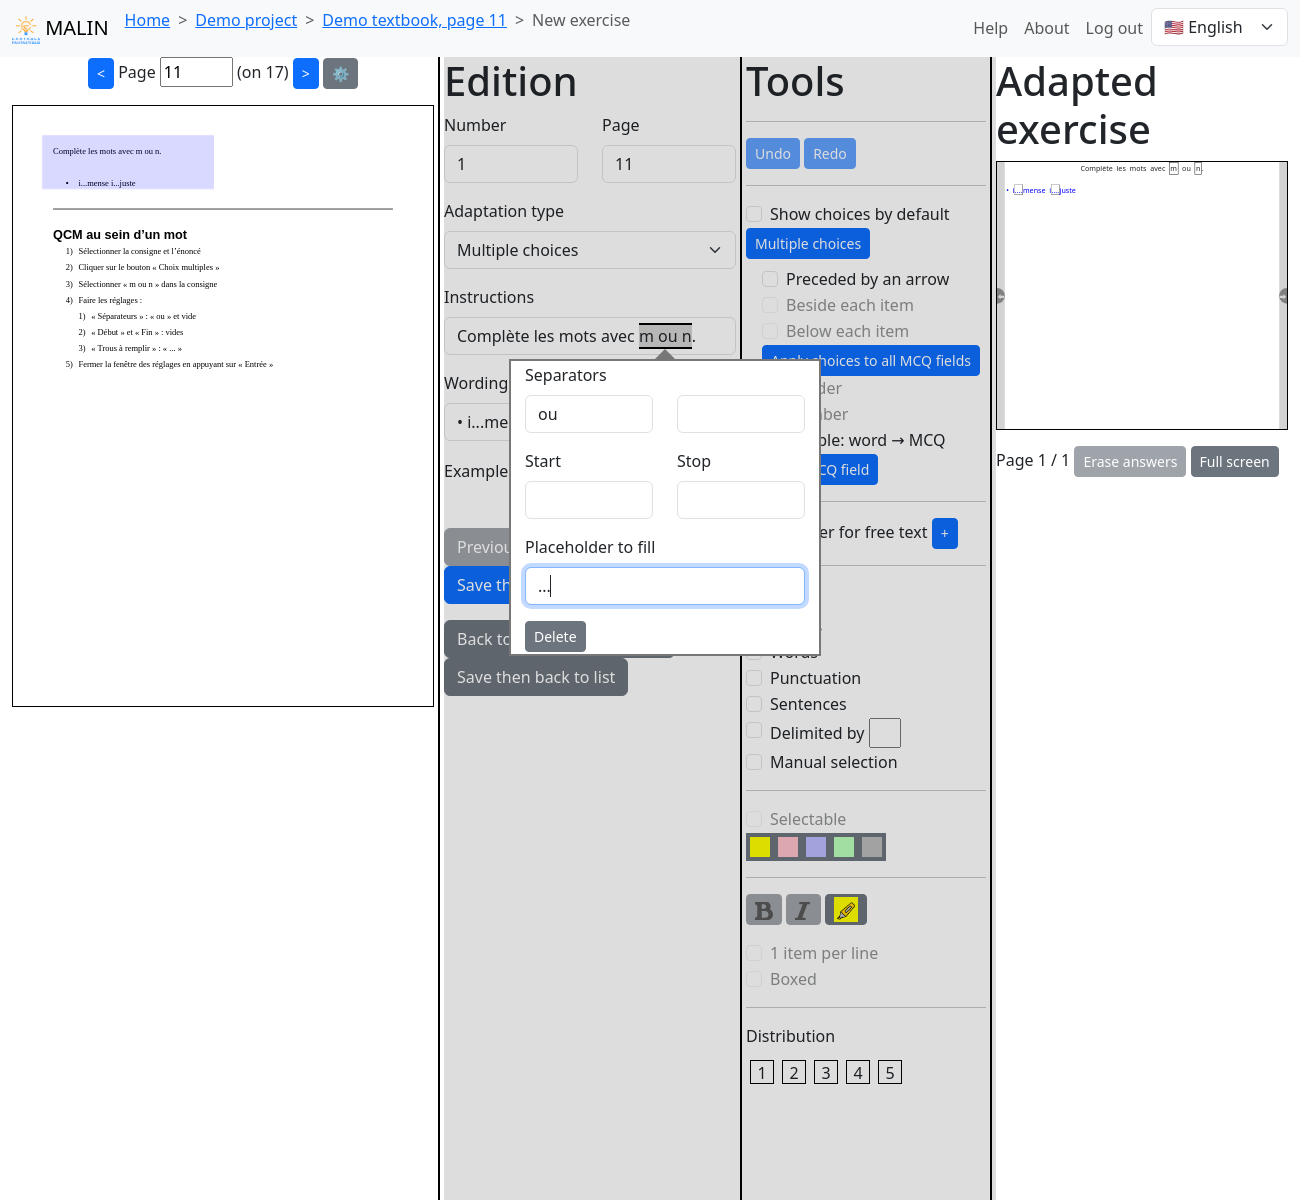 MALIN Home > Demo project > Demo textbook, page 11 > New exercise Help About Log out English
< Page 11 (on 17) >
Complète les mots avec m ou n.
• i...mense i...juste
QCM au sein d’un mot
1) Sélectionner la consigne et l’énoncé
2) Cliquer sur le bouton « Choix multiples »
3) Sélectionner « m ou n » dans la consigne
4) Faire les réglages :
1) « Séparateurs » : « ou » et vide
2) « Début » et « Fin » : vides
3) « Trous à remplir » : « ... »
5) Fermer la fenêtre des réglages en appuyant sur « Entrée »
Edition
Number Page
1 11
Adaptation type
Multiple choices
Instructions
Complète les mots avec m ou n.
Wording
• i...me
Example
Previou
Save th
Back to
Save then back to list
Separators
ou
Start Stop
Placeholder to fill
...
Delete
Tools
Undo Redo
Show choices by default
Multiple choices
Preceded by an arrow
Beside each item
Below each item
Apply choices to all MCQ fields
der
ber
ble: word → MCQ
CQ field
er for free text +
Words
Punctuation
Sentences
Delimited by
Manual selection
Selectable
B I
1 item per line
Boxed
Distribution
1 2 3 4 5
Adapted
exercise
Complète les mots avec m ou n.
• i...mense i...juste
Page 1 / 1 Erase answers Full screen